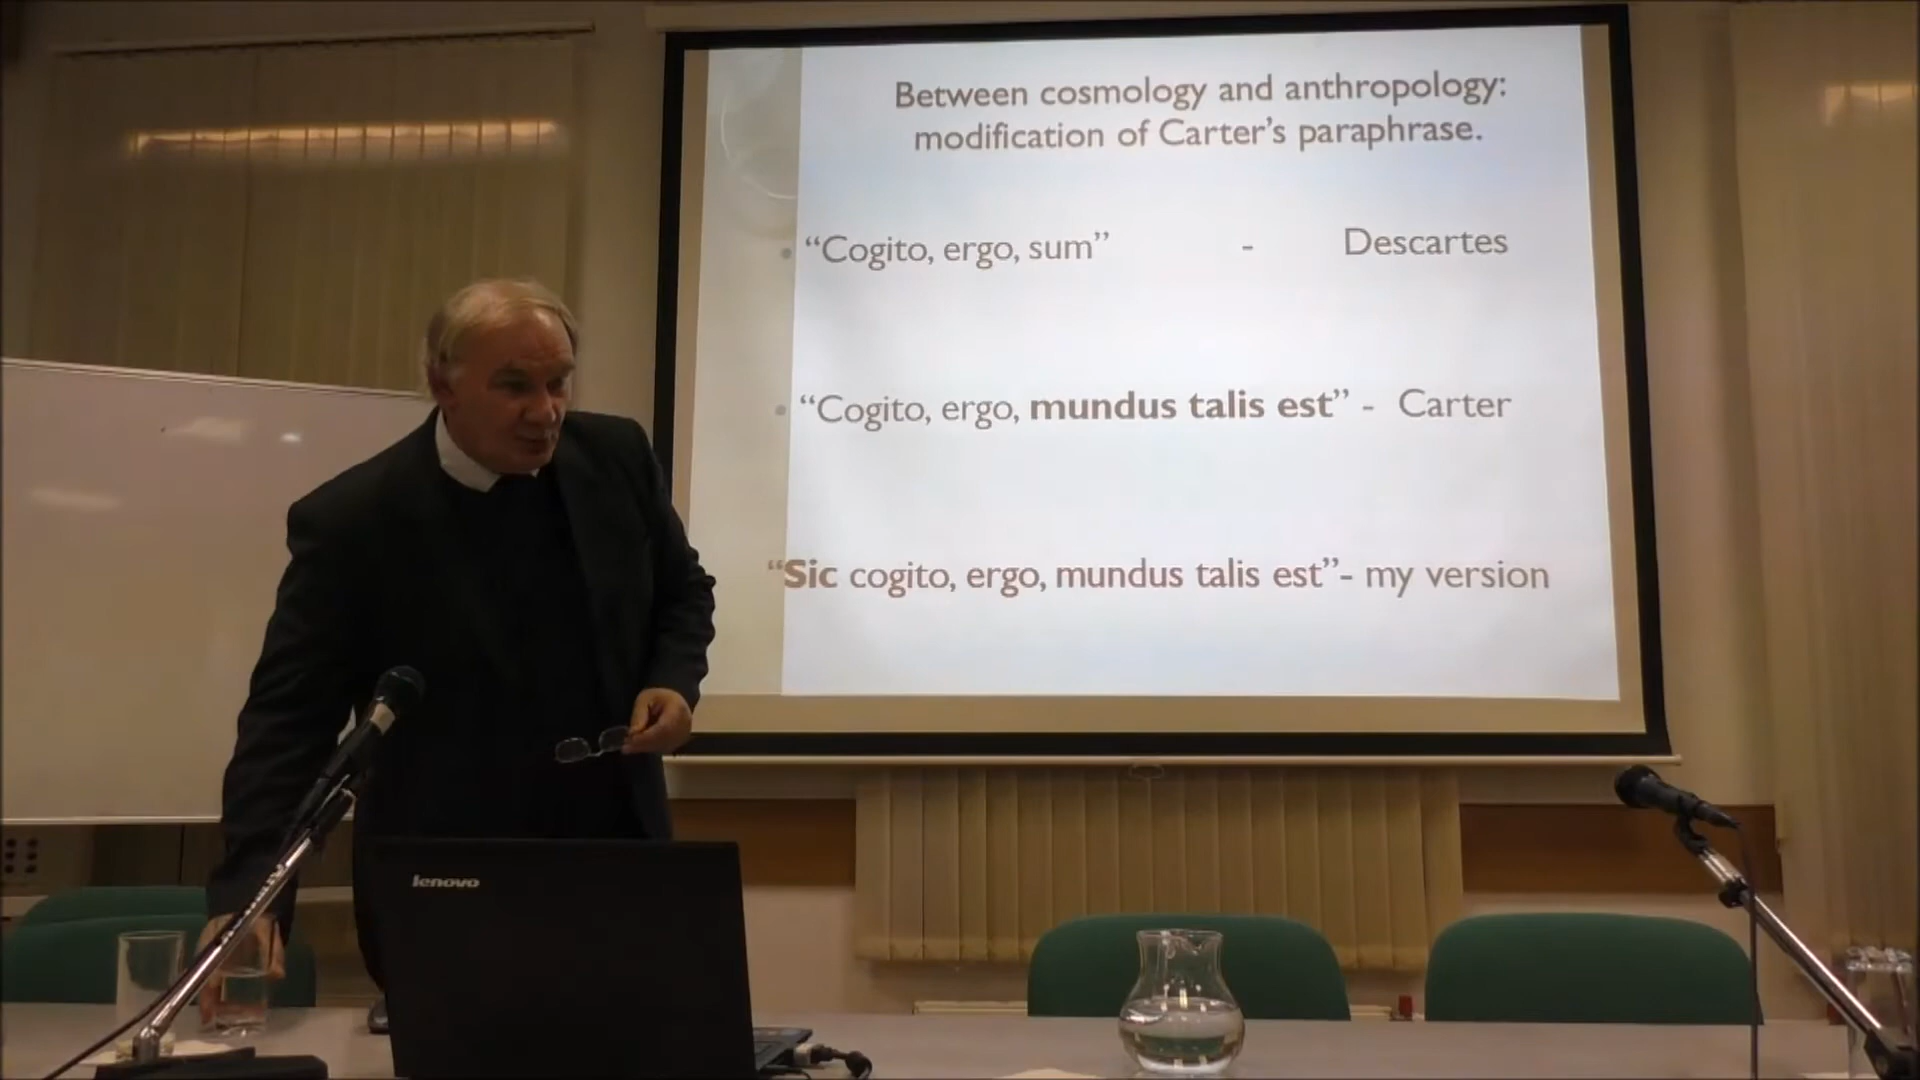 Between cosmology and anthropology:
modification of Carter’s paraphrase.
“Cogito, ergo, sum” - Descartes
“Cogito, ergo, mundus talis est” - Carter
“Sic cogito, ergo, mundus talis est”- my version
lenovo